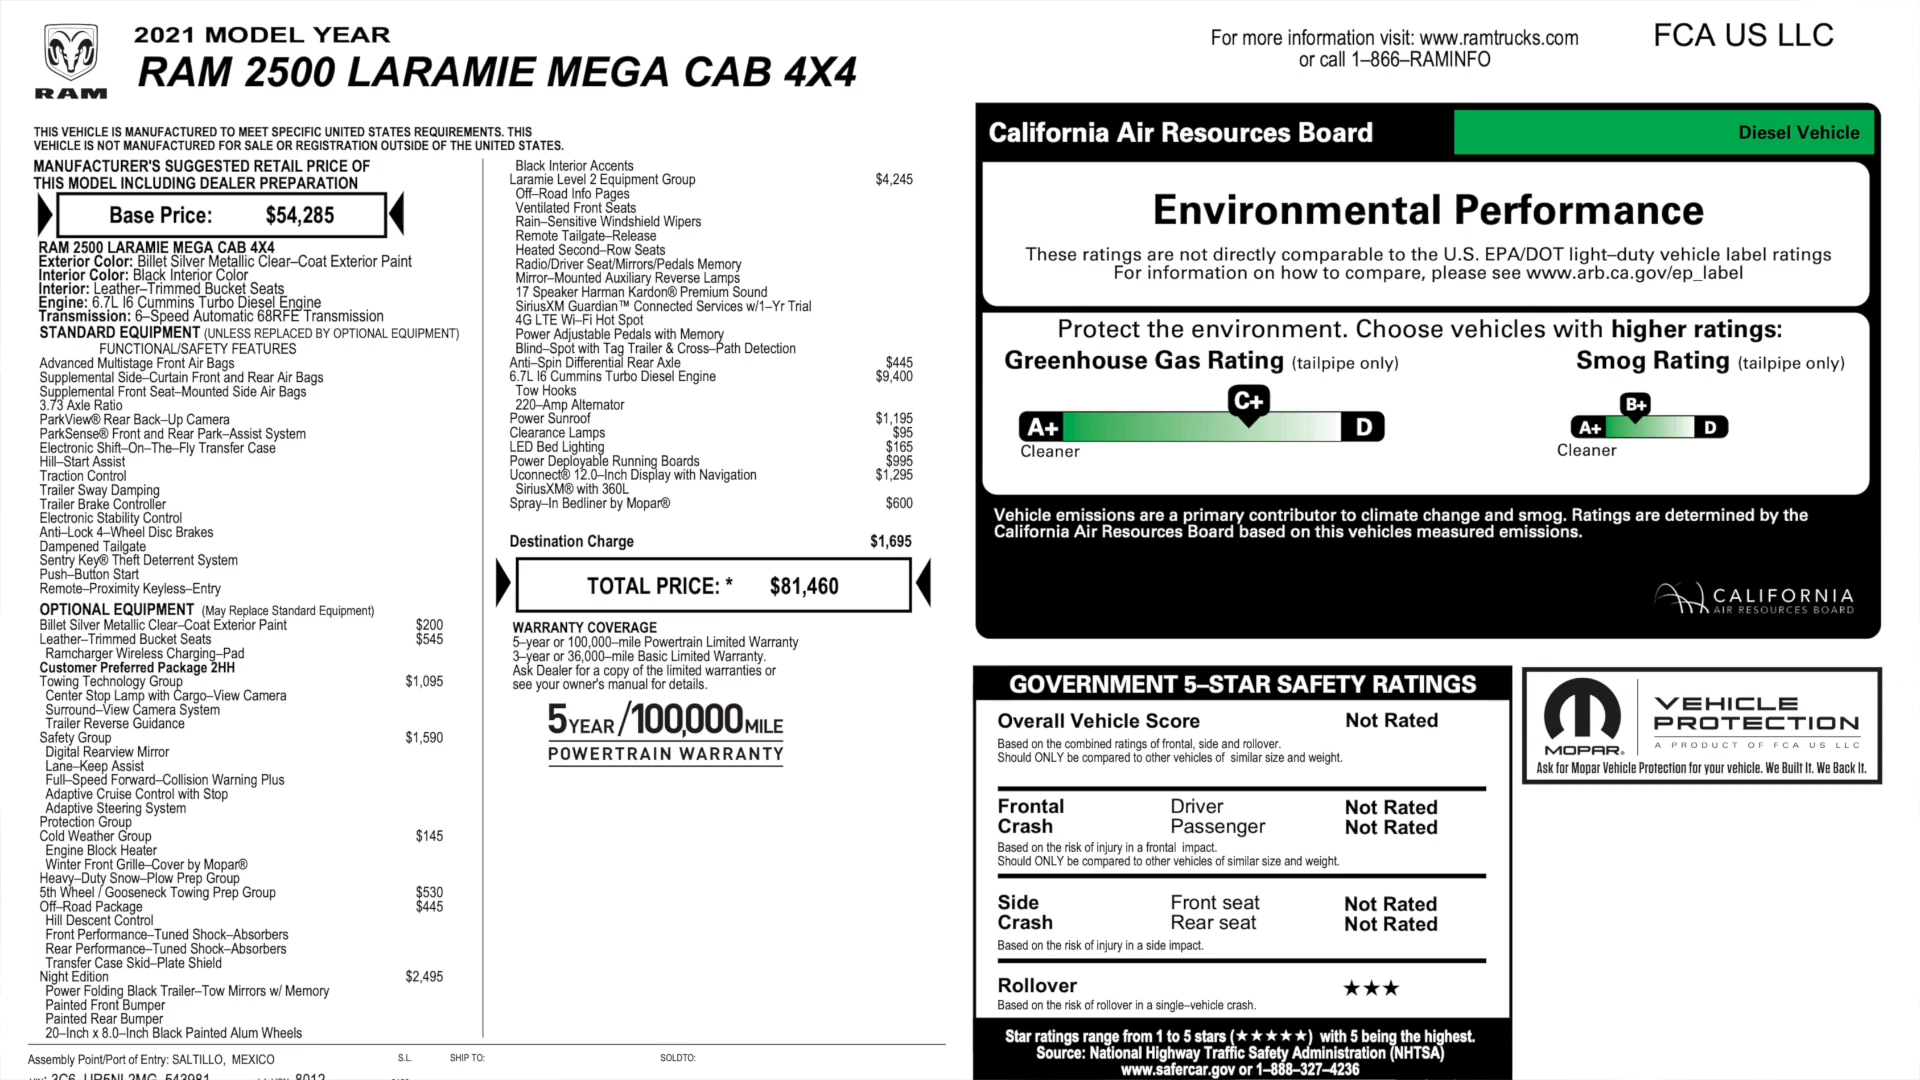 RAM
2021 MODEL YEAR
RAM 2500 LARAMIE MEGA CAB 4X4
For more information visit: www.ramtrucks.com
or call 1–866–RAMINFO
FCA US LLC
THIS VEHICLE IS MANUFACTURED TO MEET SPECIFIC UNITED STATES REQUIREMENTS. THIS
VEHICLE IS NOT MANUFACTURED FOR SALE OR REGISTRATION OUTSIDE OF THE UNITED STATES.
MANUFACTURER'S SUGGESTED RETAIL PRICE OF
THIS MODEL INCLUDING DEALER PREPARATION
Base Price: $54,285
RAM 2500 LARAMIE MEGA CAB 4X4
Exterior Color: Billet Silver Metallic Clear–Coat Exterior Paint
Interior Color: Black Interior Color
Interior: Leather–Trimmed Bucket Seats
Engine: 6.7L I6 Cummins Turbo Diesel Engine
Transmission: 6–Speed Automatic 68RFE Transmission
STANDARD EQUIPMENT (UNLESS REPLACED BY OPTIONAL EQUIPMENT)
FUNCTIONAL/SAFETY FEATURES
Advanced Multistage Front Air Bags
Supplemental Side–Curtain Front and Rear Air Bags
Supplemental Front Seat–Mounted Side Air Bags
3.73 Axle Ratio
ParkView® Rear Back–Up Camera
ParkSense® Front and Rear Park–Assist System
Electronic Shift–On–The–Fly Transfer Case
Hill–Start Assist
Traction Control
Trailer Sway Damping
Trailer Brake Controller
Electronic Stability Control
Anti–Lock 4–Wheel Disc Brakes
Dampened Tailgate
Sentry Key® Theft Deterrent System
Push–Button Start
Remote–Proximity Keyless–Entry
OPTIONAL EQUIPMENT (May Replace Standard Equipment)
Billet Silver Metallic Clear–Coat Exterior Paint $200
Leather–Trimmed Bucket Seats $545
Ramcharger Wireless Charging–Pad
Customer Preferred Package 2HH
Towing Technology Group $1,095
Center Stop Lamp with Cargo–View Camera
Surround–View Camera System
Trailer Reverse Guidance
Safety Group $1,590
Digital Rearview Mirror
Lane–Keep Assist
Full–Speed Forward–Collision Warning Plus
Adaptive Cruise Control with Stop
Adaptive Steering System
Protection Group
Cold Weather Group $145
Engine Block Heater
Winter Front Grille–Cover by Mopar®
Heavy–Duty Snow–Plow Prep Group
5th Wheel / Gooseneck Towing Prep Group $530
Off–Road Package $445
Hill Descent Control
Front Performance–Tuned Shock–Absorbers
Rear Performance–Tuned Shock–Absorbers
Transfer Case Skid–Plate Shield
Night Edition $2,495
Power Folding Black Trailer–Tow Mirrors w/ Memory
Painted Front Bumper
Painted Rear Bumper
20–Inch x 8.0–Inch Black Painted Alum Wheels
Black Interior Accents
Laramie Level 2 Equipment Group $4,245
Off–Road Info Pages
Ventilated Front Seats
Rain–Sensitive Windshield Wipers
Remote Tailgate–Release
Heated Second–Row Seats
Radio/Driver Seat/Mirrors/Pedals Memory
Mirror–Mounted Auxiliary Reverse Lamps
17 Speaker Harman Kardon® Premium Sound
SiriusXM Guardian™ Connected Services w/1–Yr Trial
4G LTE Wi–Fi Hot Spot
Power Adjustable Pedals with Memory
Blind–Spot with Tag Trailer & Cross–Path Detection
Anti–Spin Differential Rear Axle $445
6.7L I6 Cummins Turbo Diesel Engine $9,400
Tow Hooks
220–Amp Alternator
Power Sunroof $1,195
Clearance Lamps $95
LED Bed Lighting $165
Power Deployable Running Boards $995
Uconnect® 12.0–Inch Display with Navigation $1,295
SiriusXM® with 360L
Spray–In Bedliner by Mopar® $600
Destination Charge $1,695
TOTAL PRICE: * $81,460
WARRANTY COVERAGE
5–year or 100,000–mile Powertrain Limited Warranty
3–year or 36,000–mile Basic Limited Warranty.
Ask Dealer for a copy of the limited warranties or
see your owner's manual for details.
5 YEAR/100,000 MILE
POWERTRAIN WARRANTY
Assembly Point/Port of Entry: SALTILLO, MEXICO
S.L. SHIP TO: SOLDTO:
California Air Resources Board
Diesel Vehicle
Environmental Performance
These ratings are not directly comparable to the U.S. EPA/DOT light–duty vehicle label ratings
For information on how to compare, please see www.arb.ca.gov/ep_label
Protect the environment. Choose vehicles with higher ratings:
Greenhouse Gas Rating (tailpipe only) Smog Rating (tailpipe only)
C+ B+
A+ D A+ D
Cleaner Cleaner
Vehicle emissions are a primary contributor to climate change and smog. Ratings are determined by the
California Air Resources Board based on this vehicles measured emissions.
CALIFORNIA
AIR RESOURCES BOARD
GOVERNMENT 5–STAR SAFETY RATINGS
Overall Vehicle Score Not Rated
Based on the combined ratings of frontal, side and rollover.
Should ONLY be compared to other vehicles of similar size and weight.
Frontal Driver Not Rated
Crash Passenger Not Rated
Based on the risk of injury in a frontal impact.
Should ONLY be compared to other vehicles of similar size and weight.
Side Front seat Not Rated
Crash Rear seat Not Rated
Based on the risk of injury in a side impact.
Rollover ★★★
Based on the risk of rollover in a single–vehicle crash.
Star ratings range from 1 to 5 stars (★★★★★) with 5 being the highest.
Source: National Highway Traffic Safety Administration (NHTSA)
www.safercar.gov or 1–888–327–4236
MOPAR.
VEHICLE
PROTECTION
A PRODUCT OF FCA US LLC
Ask for Mopar Vehicle Protection for your vehicle. We Built It. We Back It.